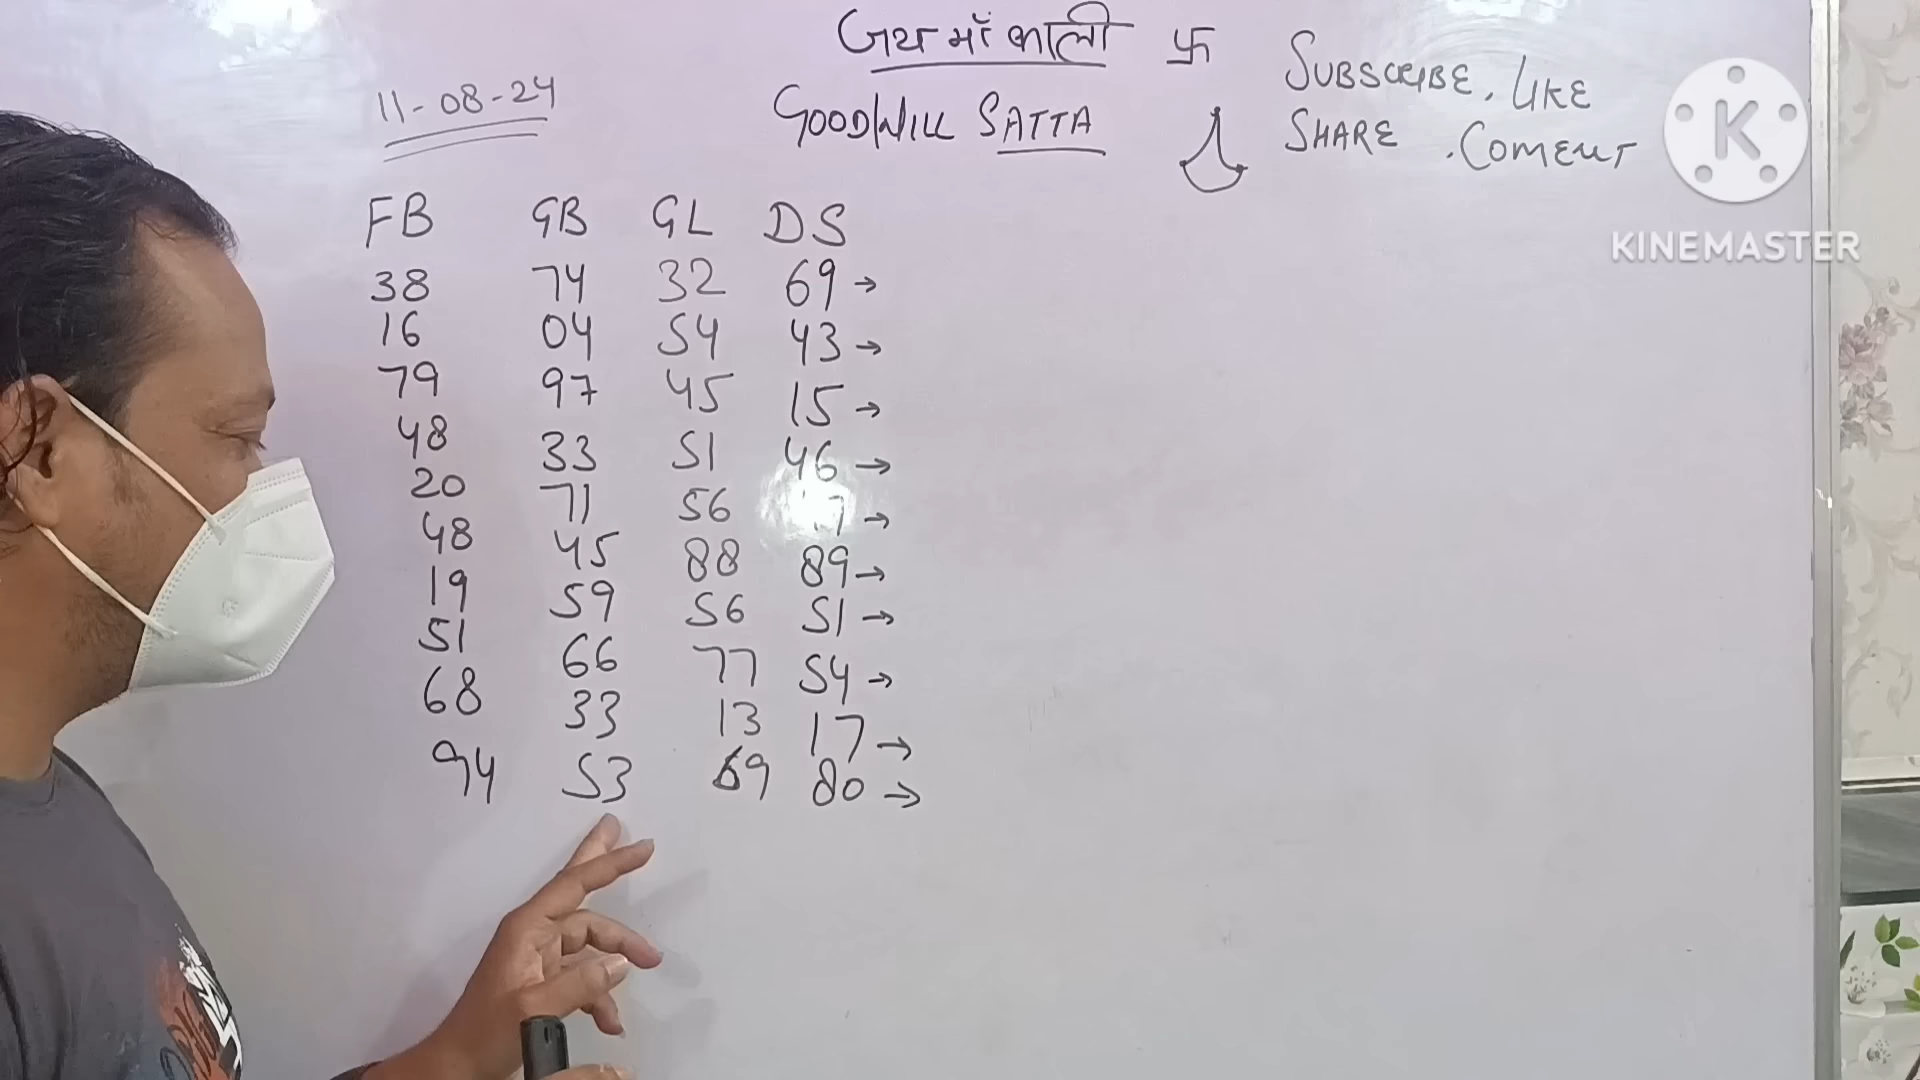 जय माँ काली 卐 SUBSCRIBE. LIKE
11-08-24 GOODWILL SATTA SHARE .COMENT
K
KINEMASTER
FB GB GL DS
38 74 32 69→
16 04 54 43→
79 97 45 15→
48 33 51 46→
20 71 56 →
48 45 88 89→
19 59 56 51→
51 66 77 54→
68 33 13 17→
94 53 69 80→